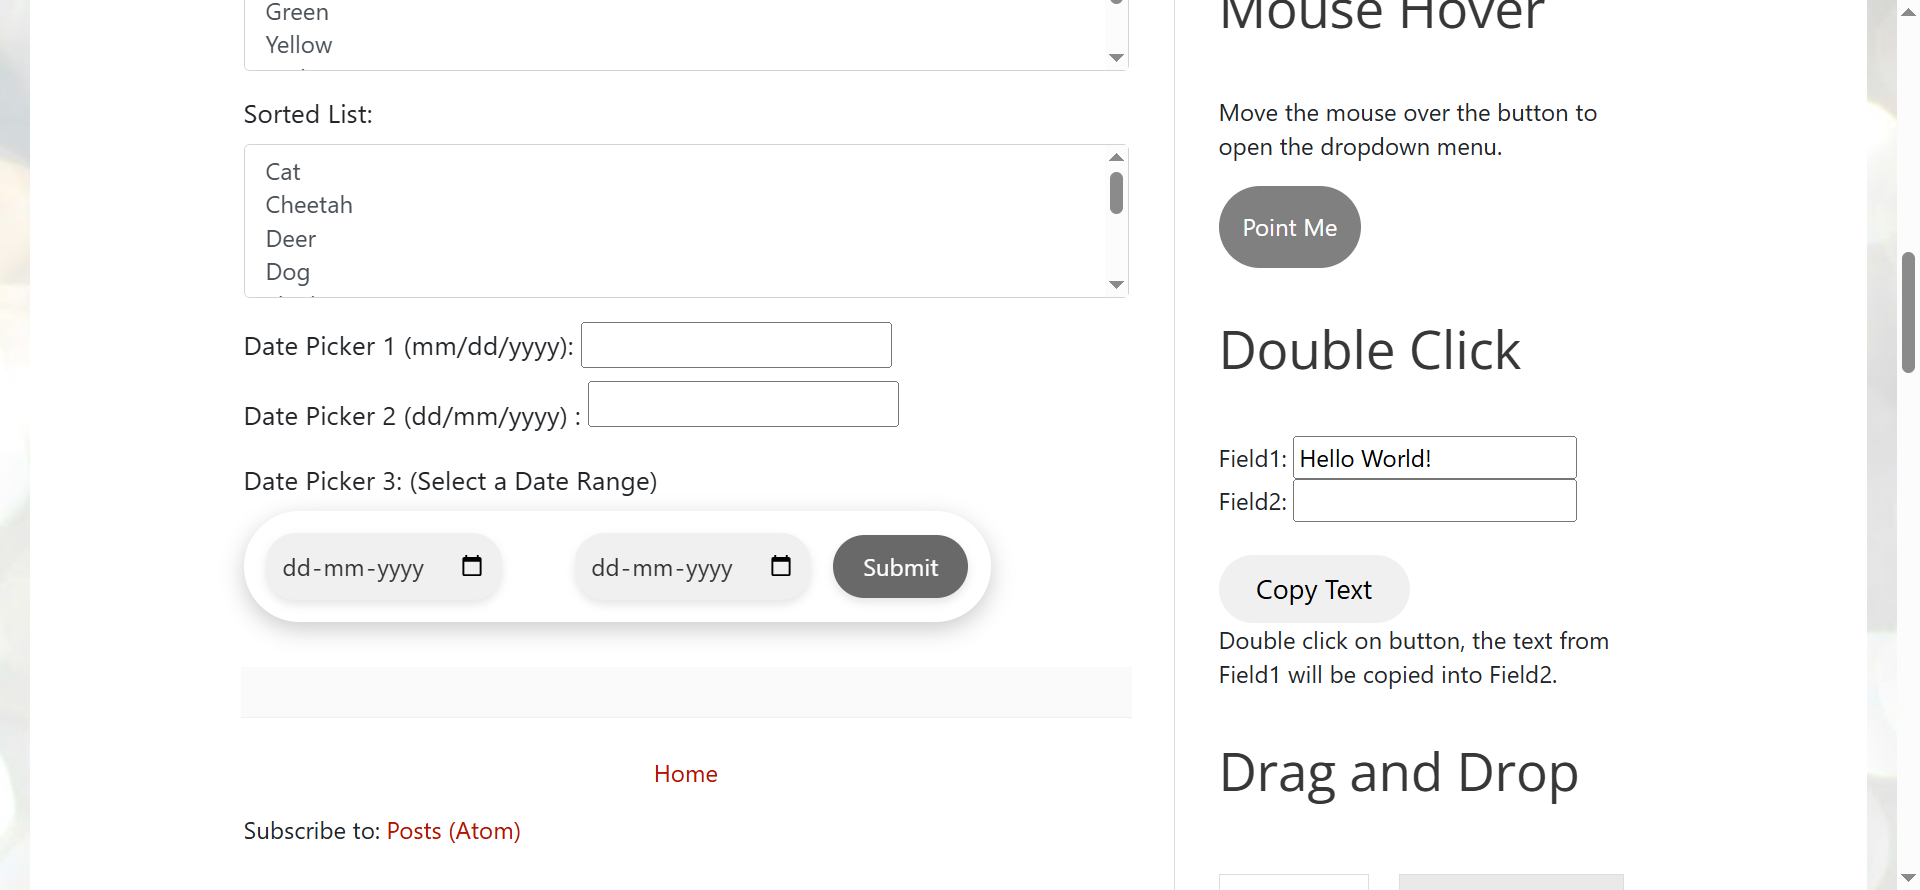 Green
Yellow
Sorted List:
Cat
Cheetah
Deer
Dog
Date Picker 1 (mm/dd/yyyy):
Date Picker 2 (dd/mm/yyyy) :
Date Picker 3: (Select a Date Range)
dd-mm-yyyy dd-mm-yyyy Submit
Home
Subscribe to: Posts (Atom)
Mouse Hover
Move the mouse over the button to
open the dropdown menu.
Point Me
Double Click
Field1: Hello World!
Field2:
Copy Text
Double click on button, the text from
Field1 will be copied into Field2.
Drag and Drop